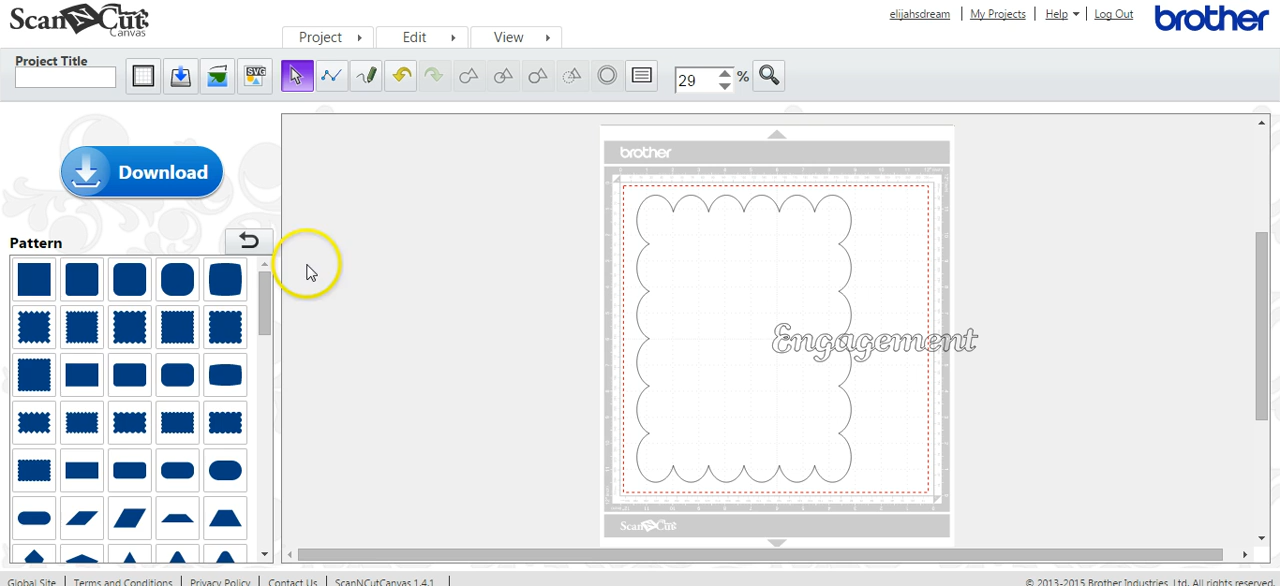 ScanNCut
Canvas
elijahsdream My Projects Help Log Out
brother
Project Edit View
Project Title
SVG
29 %
Download
Pattern
brother
Engagement
ScanNCut
Global Site Terms and Conditions Privacy Policy Contact Us ScanNCutCanvas 1.4.1 © 2013-2015 Brother Industries, Ltd. All rights reserved